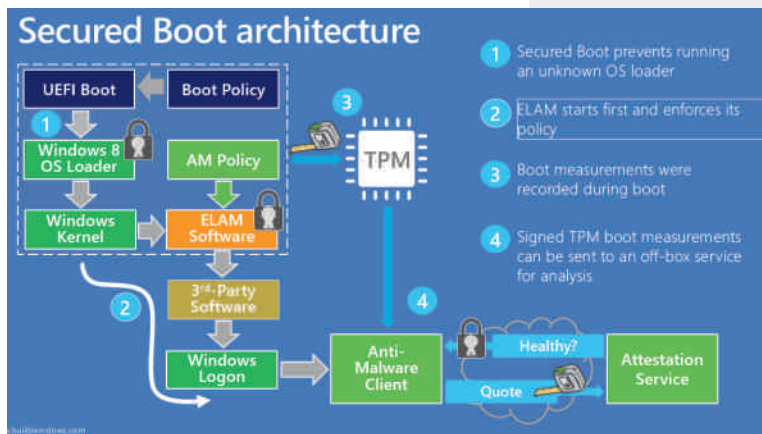 Secured Boot architecture
UEFI Boot
Boot Policy
1
Windows 8
OS Loader
AM Policy
Windows
Kernel
ELAM
Software
3rd-Party
Software
2
Windows
Logon
3
TPM
4
Anti-
Malware
Client
Healthy?
Quote
Attestation
Service
1
Secured Boot prevents running
an unknown OS loader
2
ELAM starts first and enforces its
policy
3
Boot measurements were
recorded during boot
4
Signed TPM boot measurements
can be sent to an off-box service
for analysis